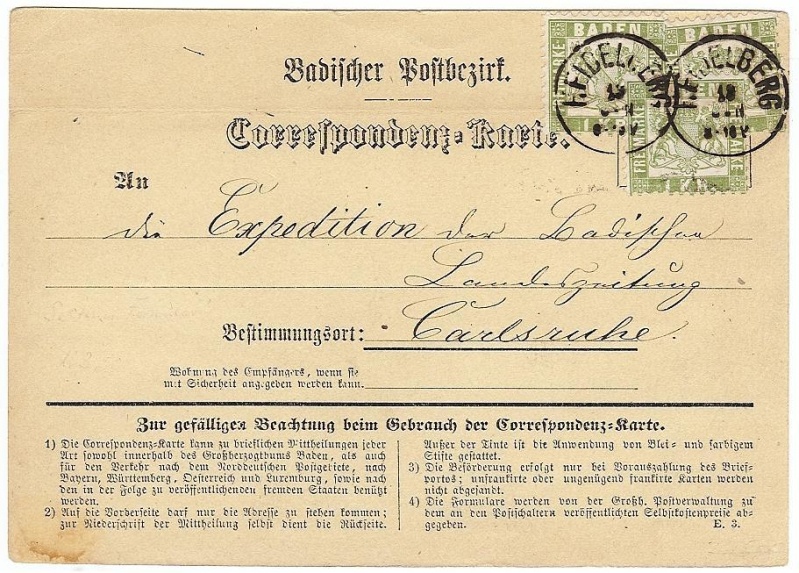 Badischer Postbezirk.
Correspondenz-Karte.
BADEN
FREIMARKE
1 KR.
HEIDELBERG
HEIDELBERG
An
die Expedition der Badischen
Landeszeitung
Bestimmungsort: Carlsruhe.
Wohnung des Empfängers, wenn sie
mit Sicherheit angegeben werden kann.
Zur gefälligen Beachtung beim Gebrauch der Correspondenz-Karte.
1) Die Correspondenz-Karte kann zu brieflichen Mittheilungen jeder
Art sowohl innerhalb des Großherzogthums Baden, als auch
für den Verkehr nach dem Norddeutschen Postgebiete, nach
Bayern, Württemberg, Oesterreich und Luxemburg, sowie nach
den in der Folge zu veröffentlichenden fremden Staaten benützt
werden.
2) Auf die Vorderseite darf nur die Adresse zu stehen kommen;
zur Niederschrift der Mittheilung selbst dient die Rückseite.
Außer der Tinte ist die Anwendung von Blei- und farbigem
Stifte gestattet.
3) Die Beförderung erfolgt nur bei Vorauszahlung des Brief-
portos; unfrankirte oder ungenügend frankirte Karten werden
nicht abgesandt.
4) Die Formulare werden von der Großh. Postverwaltung zu
dem an den Postschaltern veröffentlichten Selbstkostenpreise ab-
gegeben.
E. 3.